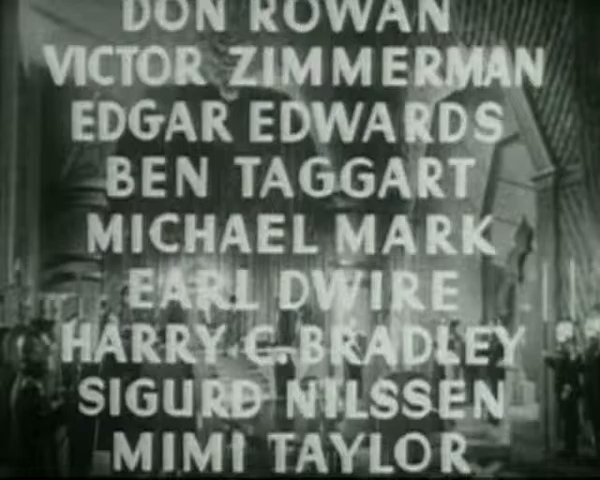 DON ROWAN
VICTOR ZIMMERMAN
EDGAR EDWARDS
BEN TAGGART
MICHAEL MARK
EARL DWIRE
HARRY C. BRADLEY
SIGURD NILSSEN
MIMI TAYLOR